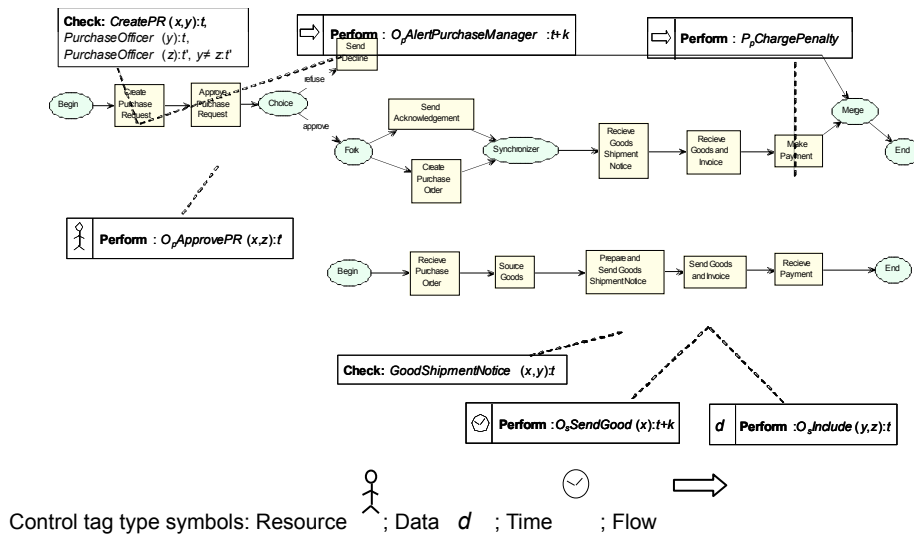 Check: CreatePR (x,y):t,
PurchaseOfficer (y):t,
PurchaseOfficer (z):t', y≠ z:t'
Perform : OpAlertPurchaseManager :t+k
Perform : PpChargePenalty
Send
Decline
refuse
Begin
Create
Purchase
Request
Approve
Purchase
Request
Choice
approve
Send
Acknowledgement
Fork
Create
Purchase
Order
Synchronizer
Recieve
Goods
Shipment
Notice
Recieve
Goods and
Invoice
Make
Payment
Merge
End
Perform : OpApprovePR (x,z):t'
Begin
Recieve
Purchase
Order
Source
Goods
Prepare and
Send Goods
Shipment Notice
Send Goods
and Invoice
Recieve
Payment
End
Check: GoodShipmentNotice (x,y):t
Perform :OsSendGood (x):t+k
d Perform :OsInclude (y,z):t
Control tag type symbols: Resource ; Data d ; Time ; Flow